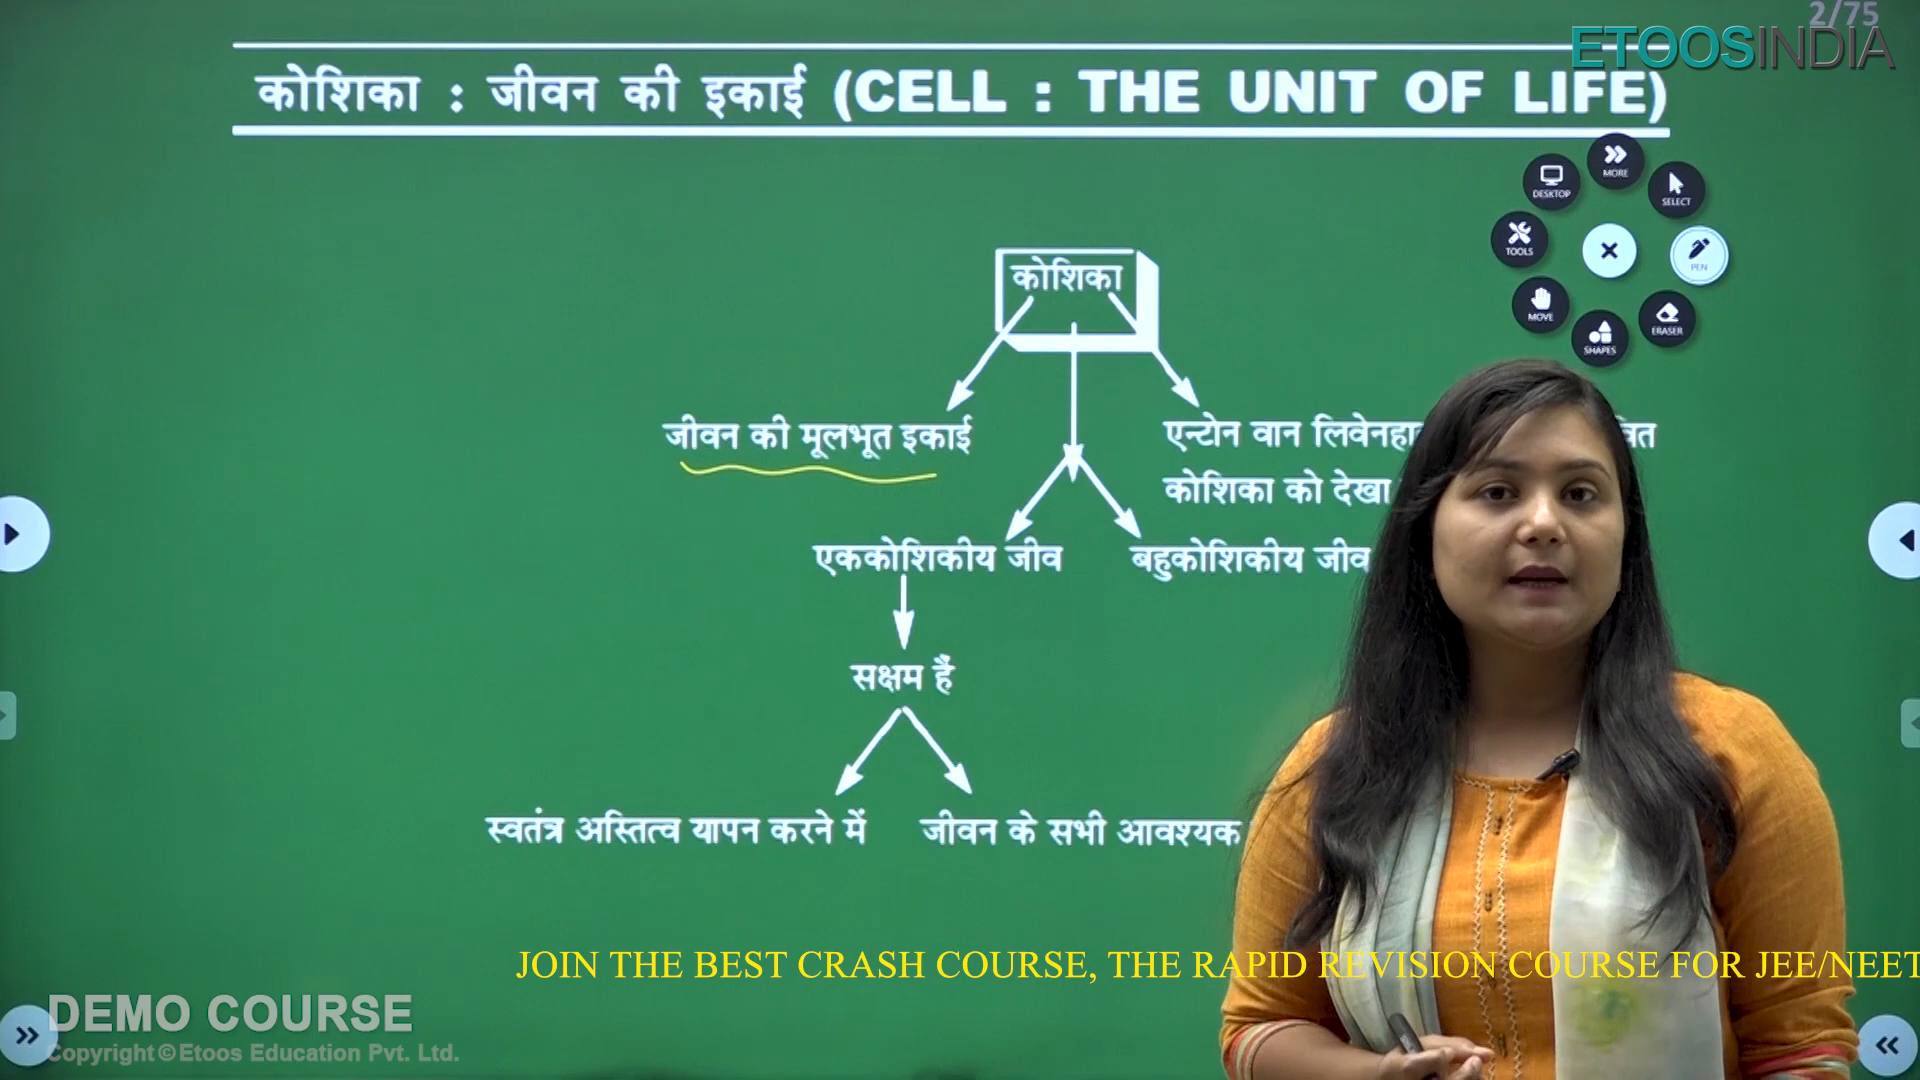 2/75
ETOOSINDIA
कोशिका : जीवन की इकाई (CELL : THE UNIT OF LIFE)
MORE
DESKTOP
SELECT
TOOLS
PEN
MOVE
ERASER
SHAPES
कोशिका
जीवन की मूलभूत इकाई
एन्टोन वान
कोशिका को देखा
एककोशिकीय जीव
बहुकोशिकीय जीव
सक्षम हैं
स्वतंत्र अस्तित्व यापन करने में
जीवन के सभी आवश्यक
JOIN THE BEST CRASH COURSE, THE RAPID REVISION COURSE FOR JEE/NEET
DEMO COURSE
Copyright © Etoos Education Pvt. Ltd.